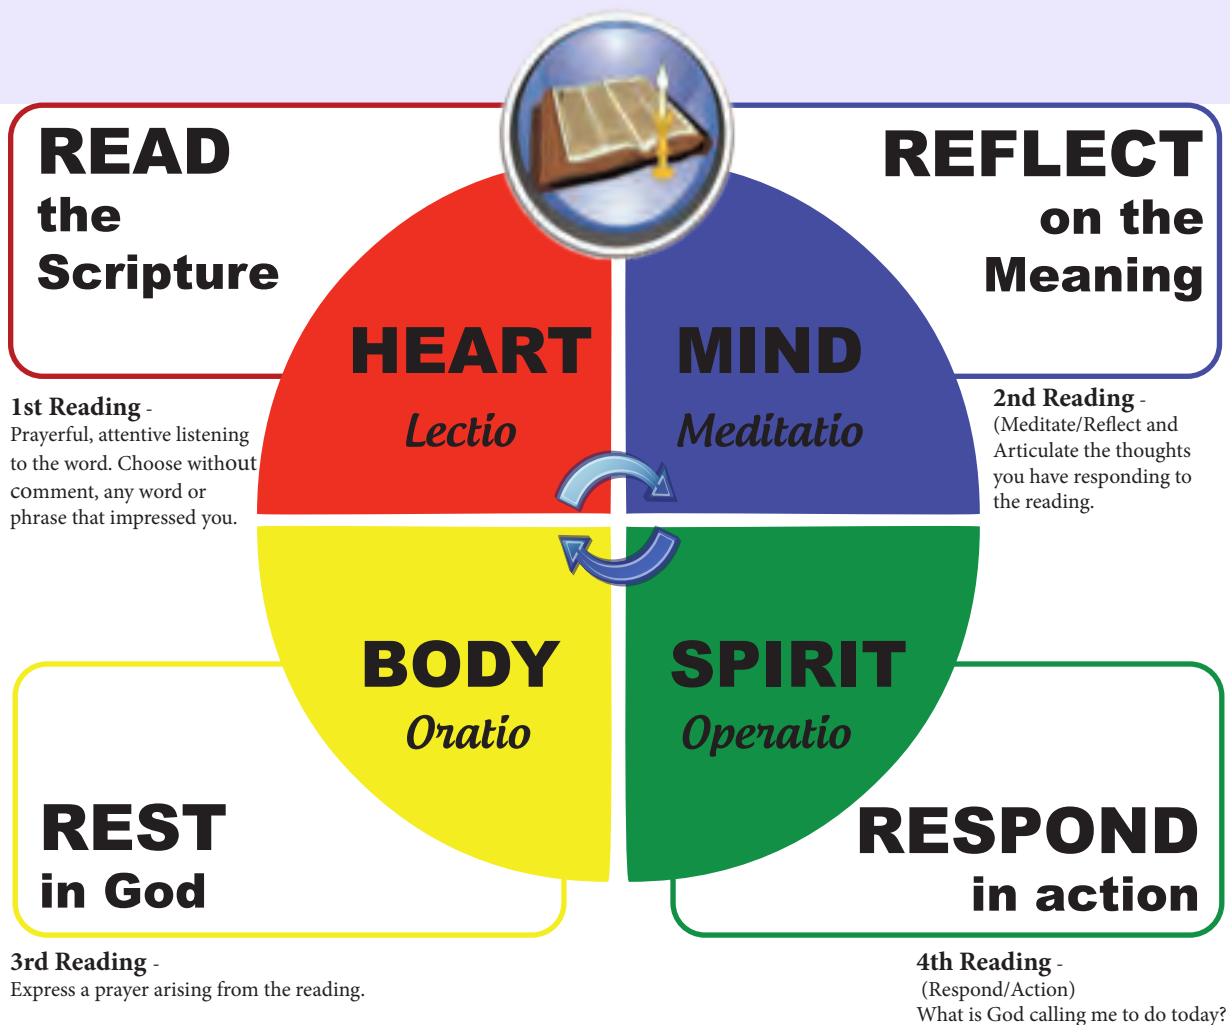 READ
the
Scripture
REFLECT
on the
Meaning
HEART
Lectio
MIND
Meditatio
1st Reading -
Prayerful, attentive listening
to the word. Choose without
comment, any word or
phrase that impressed you.
2nd Reading -
(Meditate/Reflect and
Articulate the thoughts
you have responding to
the reading.
BODY
Oratio
SPIRIT
Operatio
REST
in God
RESPOND
in action
3rd Reading -
Express a prayer arising from the reading.
4th Reading -
(Respond/Action)
What is God calling me to do today?